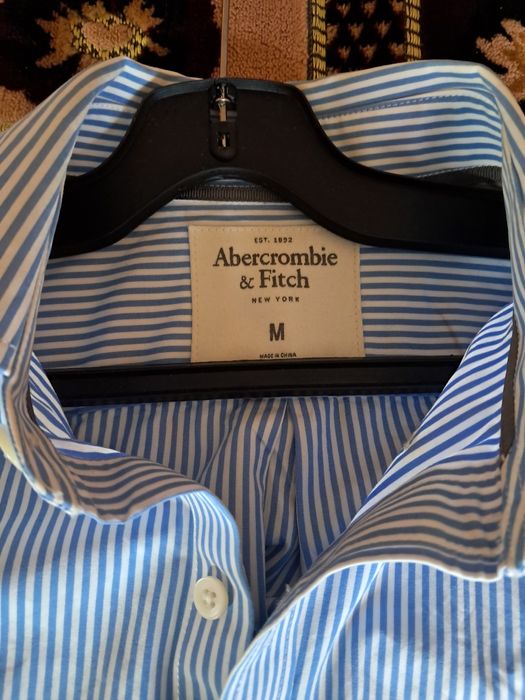 EST. 1892
Abercrombie
& Fitch
NEW YORK
M
MADE IN CHINA